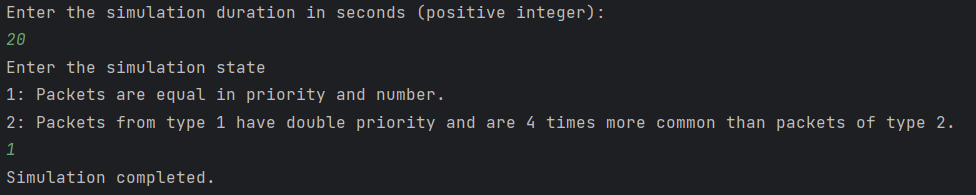 Enter the simulation duration in seconds (positive integer):
20
Enter the simulation state
1: Packets are equal in priority and number.
2: Packets from type 1 have double priority and are 4 times more common than packets of type 2.
1
Simulation completed.